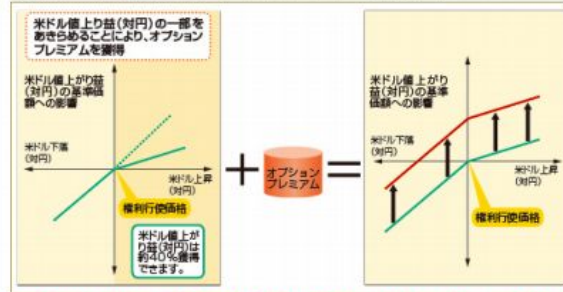 米ドル値上り益(対円)の一部を
あきらめることにより、オプション
プレミアムを獲得
米ドル値上がり益
(対円)の基準価
額への影響
米ドル下落
(対円)
米ドル上昇
(対円)
権利行使価格
米ドル値上が
り益(対円)は
約40%獲得
できます。
+
オプション
プレミアム
=
米ドル値上がり
益(対円)の基準
価額への影響
米ドル下落
(対円)
米ドル上昇
(対円)
権利行使価格